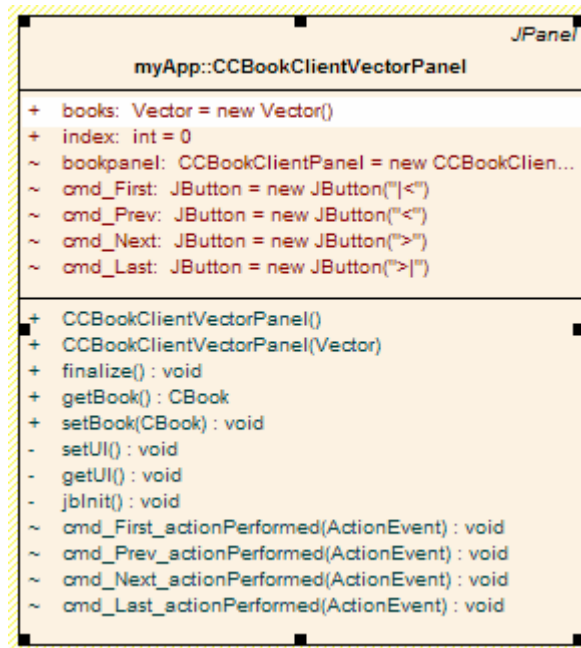 JPanel
myApp::CCBookClientVectorPanel
+ books: Vector = new Vector()
+ index: int = 0
~ bookpanel: CCBookClientPanel = new CCBookClien...
~ cmd_First: JButton = new JButton("|<")
~ cmd_Prev: JButton = new JButton("<")
~ cmd_Next: JButton = new JButton(">")
~ cmd_Last: JButton = new JButton(">|")
+ CCBookClientVectorPanel()
+ CCBookClientVectorPanel(Vector)
+ finalize() : void
+ getBook() : CBook
+ setBook(CBook) : void
- setUI() : void
- getUI() : void
- jbInit() : void
~ cmd_First_actionPerformed(ActionEvent) : void
~ cmd_Prev_actionPerformed(ActionEvent) : void
~ cmd_Next_actionPerformed(ActionEvent) : void
~ cmd_Last_actionPerformed(ActionEvent) : void